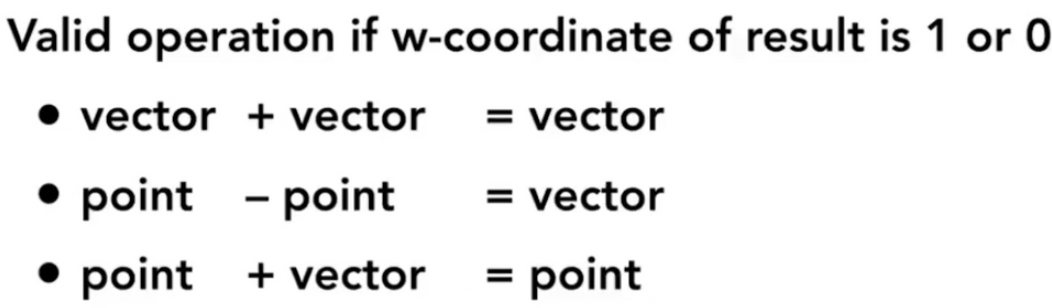 Valid operation if w-coordinate of result is 1 or 0
• vector + vector = vector
• point – point = vector
• point + vector = point